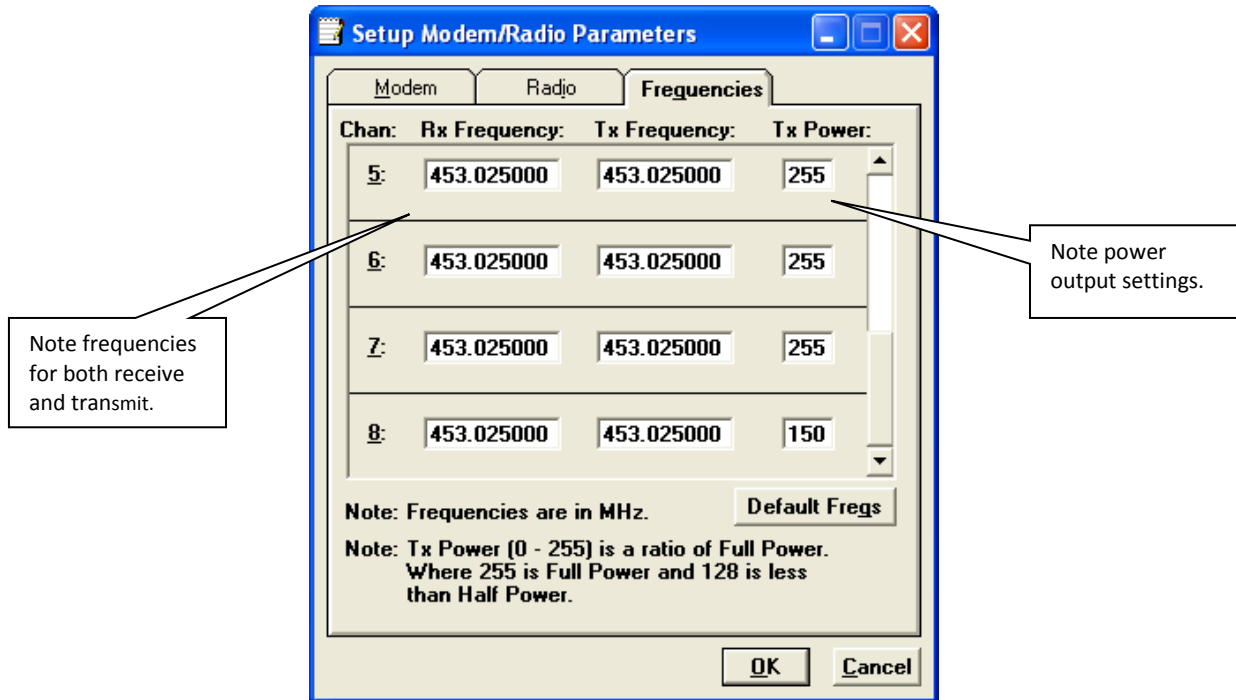 Setup Modem/Radio Parameters
Modem Radio Frequencies
Chan: Rx Frequency: Tx Frequency: Tx Power:
5: 453.025000 453.025000 255
6: 453.025000 453.025000 255
7: 453.025000 453.025000 255
8: 453.025000 453.025000 150
Note: Frequencies are in MHz.
Default Freqs
Note: Tx Power (0 - 255) is a ratio of Full Power.
Where 255 is Full Power and 128 is less
than Half Power.
OK Cancel
Note frequencies
for both receive
and transmit.
Note power
output settings.